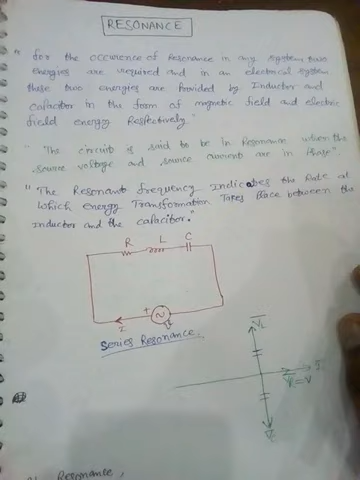 RESONANCE
" for the occurence of Resonance in any system two
energies are required and in an electrical system
these two energies are Provided by Inductor and
capacitor in the form of magnetic field and electric
field energy Respectively."
" The circuit is said to be in Resonance when the
source voltage and source current are in Phase"
" The Resonant frequency Indicates the Rate at
which energy Transformation Takes place between the
Inductor and the capacitor."
R L C
+
I
Series Resonance.
VL
VR=V I
VC
Resonance,